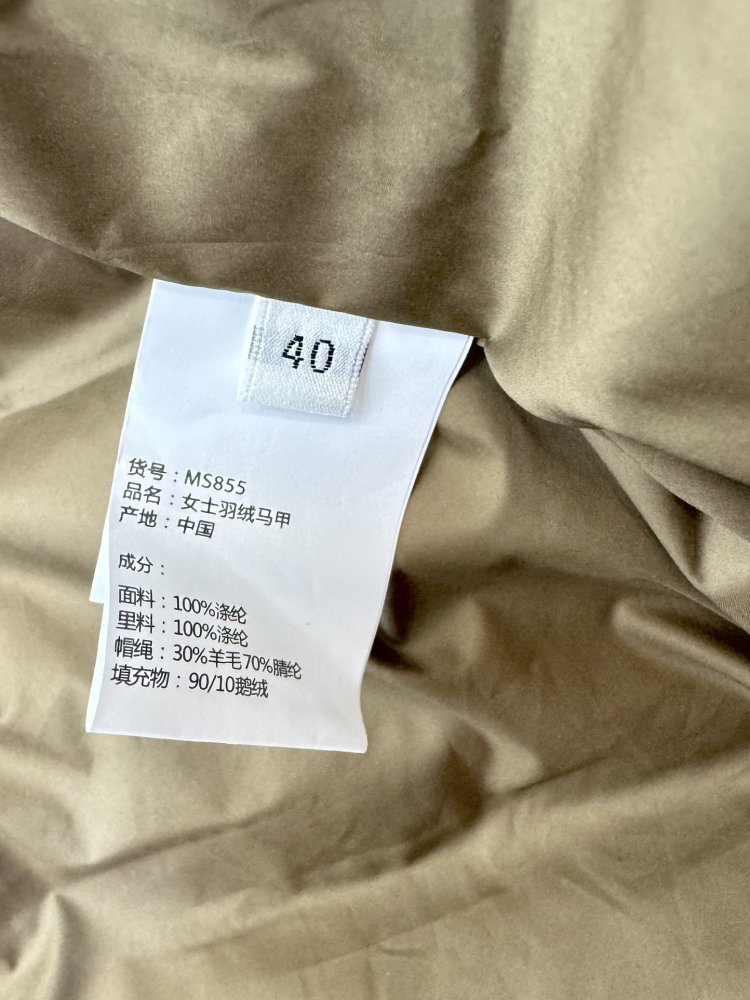 40
货号：MS855
品名：女士羽绒马甲
产地：中国
成分：
面料：100%涤纶
里料：100%涤纶
帽绳：30%羊毛70%腈纶
填充物：90/10鹅绒